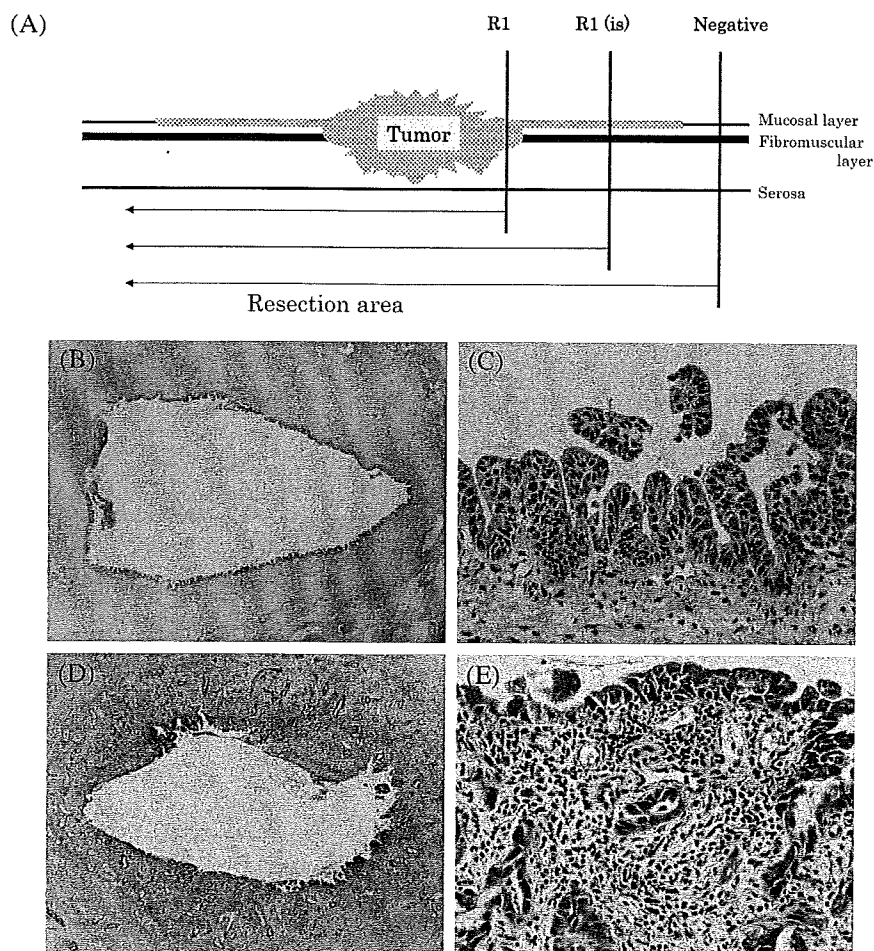 (A)
R1 R1 (is) Negative
Tumor
Mucosal layer
Fibromuscular
layer
Serosa
Resection area
(B)
(C)
(D)
(E)